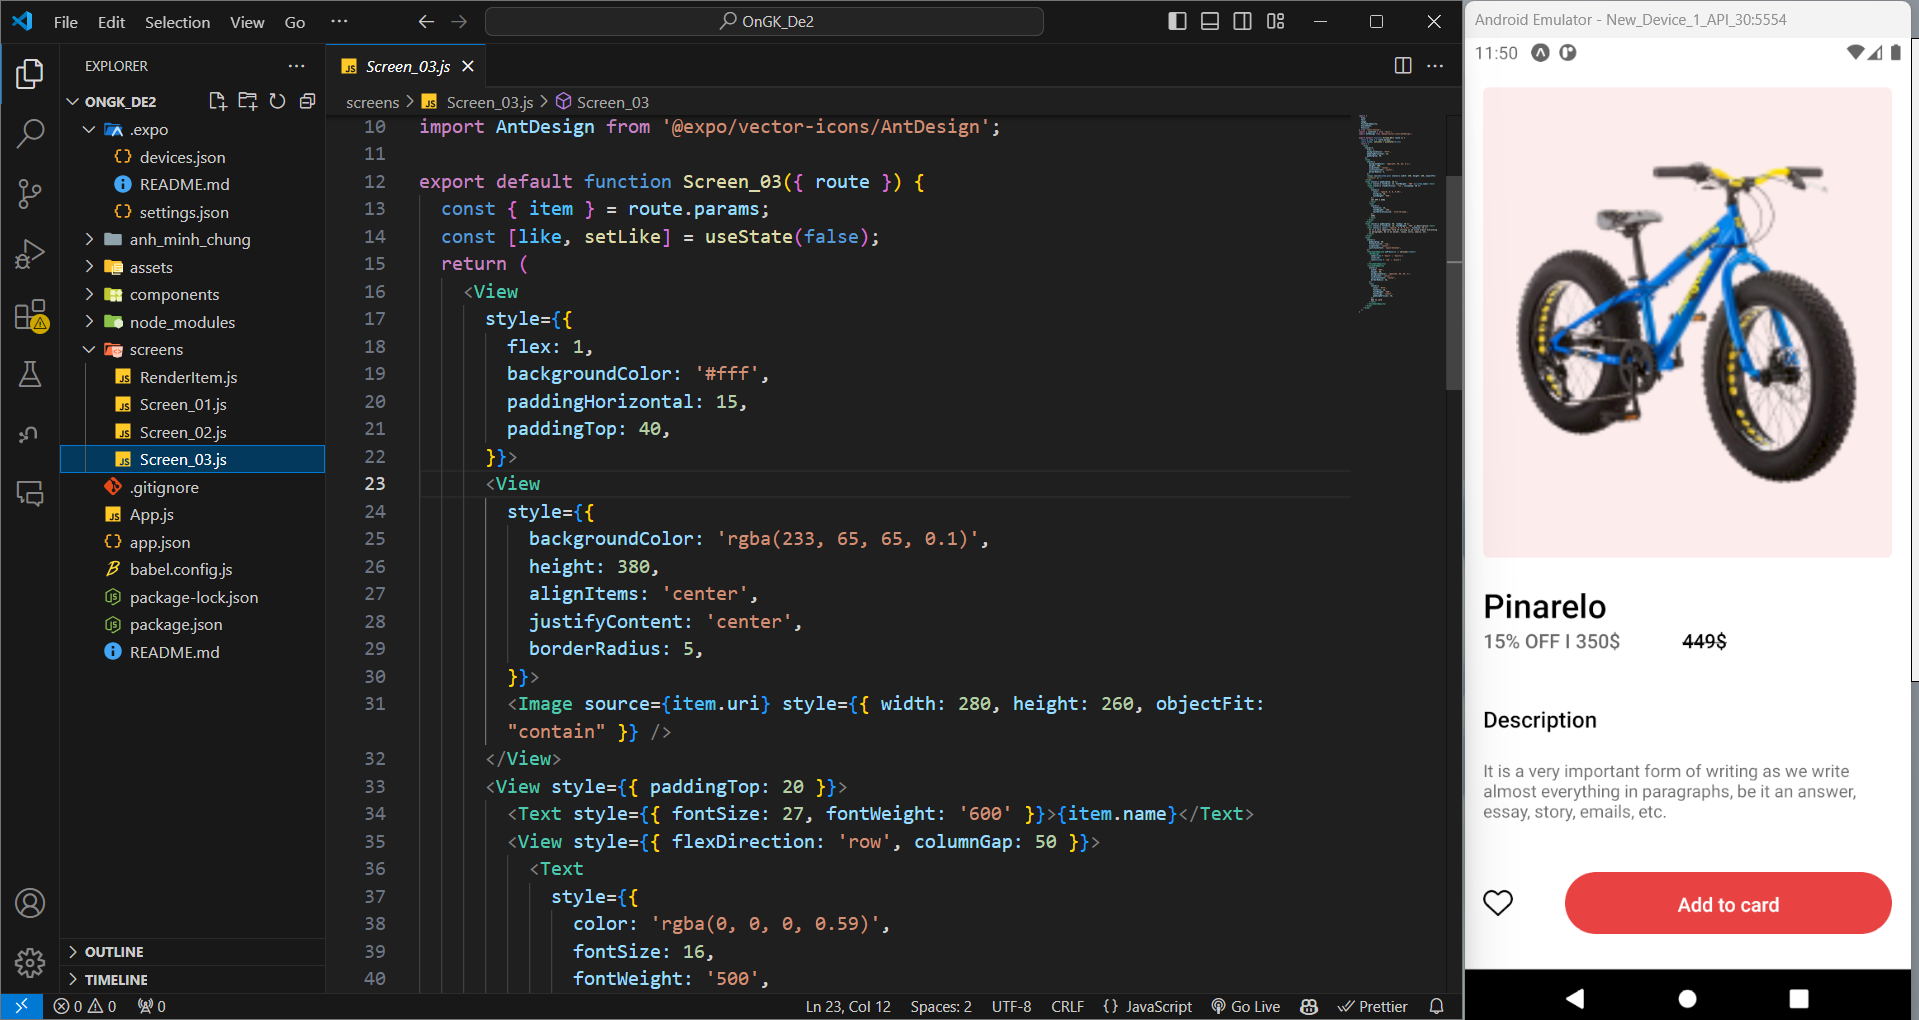 File Edit Selection View Go ··· OnGK_De2
EXPLORER ···
ONGK_DE2
.expo
devices.json
README.md
settings.json
anh_minh_chung
assets
components
node_modules
screens
RenderItem.js
Screen_01.js
Screen_02.js
Screen_03.js
.gitignore
App.js
app.json
babel.config.js
package-lock.json
package.json
README.md
OUTLINE
TIMELINE
Screen_03.js
screens > Screen_03.js > Screen_03
10 import AntDesign from '@expo/vector-icons/AntDesign';
11
12 export default function Screen_03({ route }) {
13 const { item } = route.params;
14 const [like, setLike] = useState(false);
15 return (
16 <View
17 style={{
18 flex: 1,
19 backgroundColor: '#fff',
20 paddingHorizontal: 15,
21 paddingTop: 40,
22 }}>
23 <View
24 style={{
25 backgroundColor: 'rgba(233, 65, 65, 0.1)',
26 height: 380,
27 alignItems: 'center',
28 justifyContent: 'center',
29 borderRadius: 5,
30 }}>
31 <Image source={item.uri} style={{ width: 280, height: 260, objectFit:
"contain" }} />
32 </View>
33 <View style={{ paddingTop: 20 }}>
34 <Text style={{ fontSize: 27, fontWeight: '600' }}>{item.name}</Text>
35 <View style={{ flexDirection: 'row', columnGap: 50 }}>
36 <Text
37 style={{
38 color: 'rgba(0, 0, 0, 0.59)',
39 fontSize: 16,
40 fontWeight: '500',
0 0 0 Ln 23, Col 12 Spaces: 2 UTF-8 CRLF {} JavaScript Go Live Prettier
Android Emulator - New_Device_1_API_30:5554
11:50
Pinarelo
15% OFF I 350$ 449$
Description
It is a very important form of writing as we write
almost everything in paragraphs, be it an answer,
essay, story, emails, etc.
Add to card